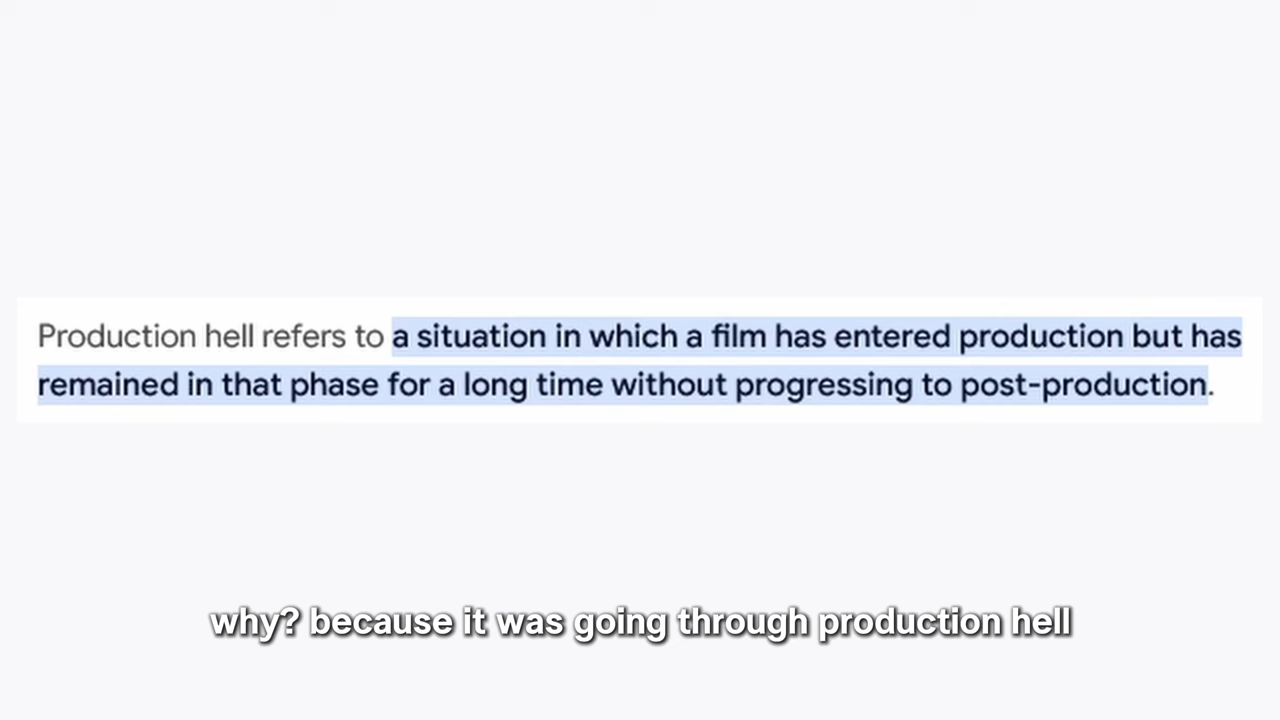 Production hell refers to a situation in which a film has entered production but has
remained in that phase for a long time without progressing to post-production.
why? because it was going through production hell